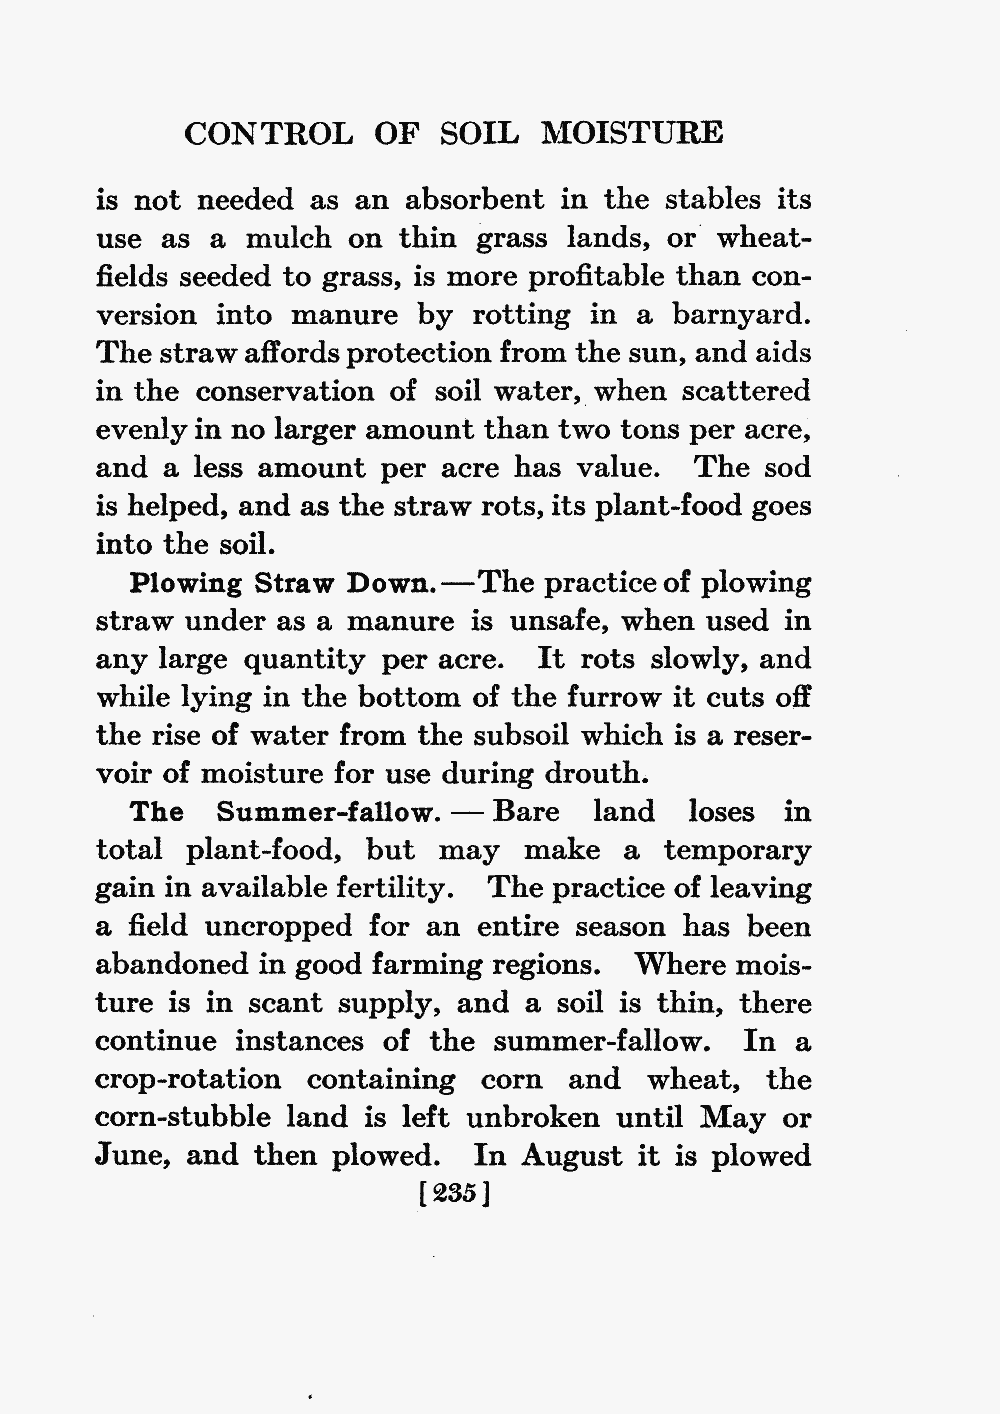 CONTROL OF SOIL MOISTURE
is not needed as an absorbent in the stables its
use as a mulch on thin grass lands, or wheat-
fields seeded to grass, is more profitable than con-
version into manure by rotting in a barnyard.
The straw affords protection from the sun, and aids
in the conservation of soil water, when scattered
evenly in no larger amount than two tons per acre,
and a less amount per acre has value. The sod
is helped, and as the straw rots, its plant-food goes
into the soil.
Plowing Straw Down.—The practice of plowing
straw under as a manure is unsafe, when used in
any large quantity per acre. It rots slowly, and
while lying in the bottom of the furrow it cuts off
the rise of water from the subsoil which is a reser-
voir of moisture for use during drouth.
The Summer-fallow. — Bare land loses in
total plant-food, but may make a temporary
gain in available fertility. The practice of leaving
a field uncropped for an entire season has been
abandoned in good farming regions. Where mois-
ture is in scant supply, and a soil is thin, there
continue instances of the summer-fallow. In a
crop-rotation containing corn and wheat, the
corn-stubble land is left unbroken until May or
June, and then plowed. In August it is plowed
[235]